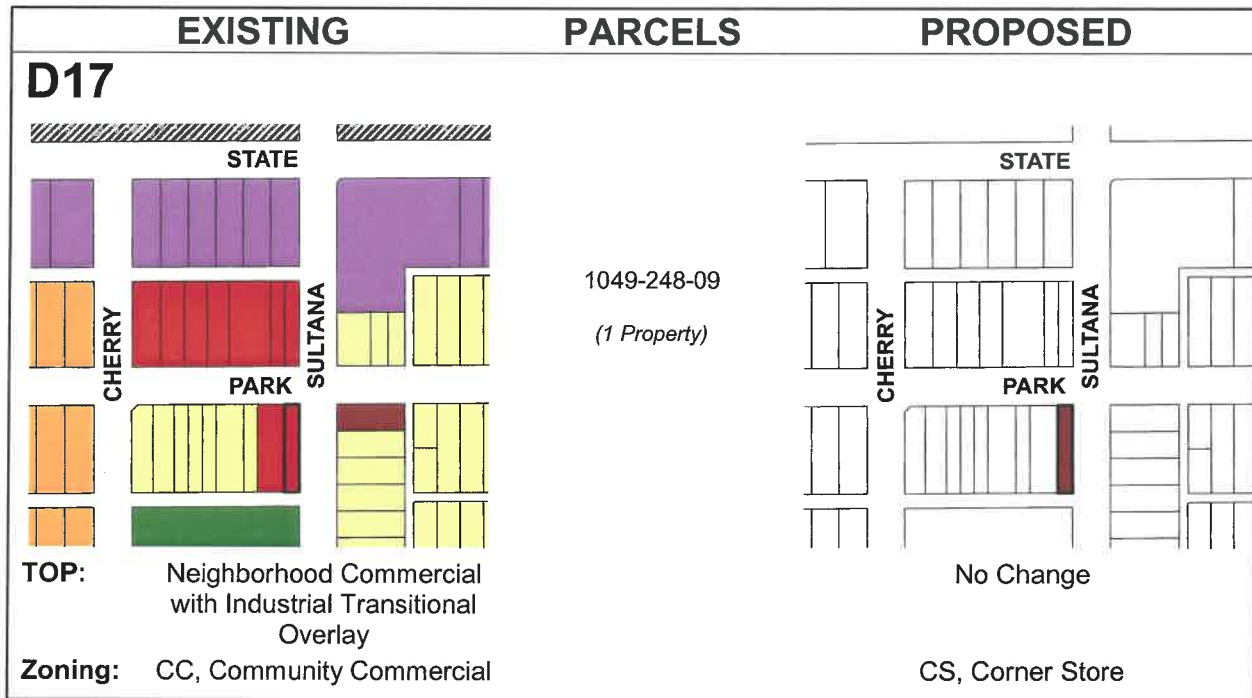 EXISTING PARCELS PROPOSED
D17
STATE
CHERRY
SULTANA
PARK
1049-248-09
(1 Property)
STATE
CHERRY
SULTANA
PARK
TOP: Neighborhood Commercial
with Industrial Transitional
Overlay
No Change
Zoning: CC, Community Commercial
CS, Corner Store